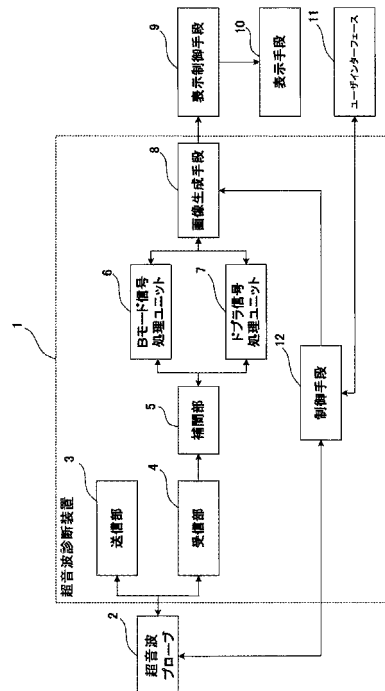 1
超音波診断装置
2
超音波
プローブ
3
送信部
4
受信部
5
補間部
6
Bモード信号
処理ユニット
7
ドプラ信号
処理ユニット
8
画像生成手段
9
表示制御手段
10
表示手段
11
ユーザインターフェース
12
制御手段